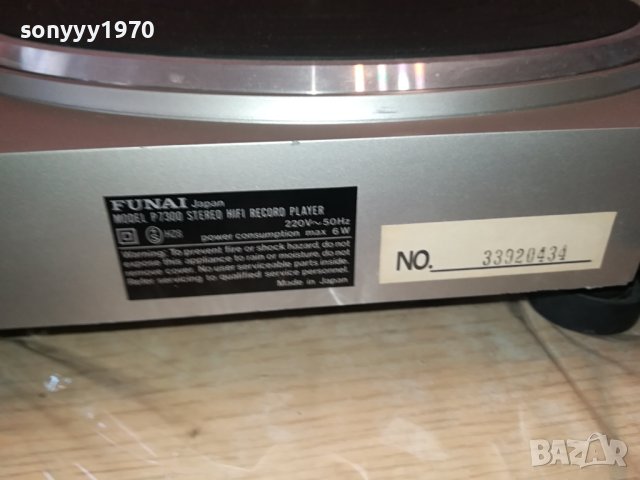 sonyyy1970
FUNAI Japan
MODEL P7300 STEREO HIFI RECORD PLAYER
220V~50Hz
power consumption max 6W
Warning: To prevent fire or shock hazard, do not
expose this appliance to rain or moisture, do not
remove cover. No user serviceable parts inside.
Refer servicing to qualified service personnel.
Made in Japan
NO. 33920434
BAZAR